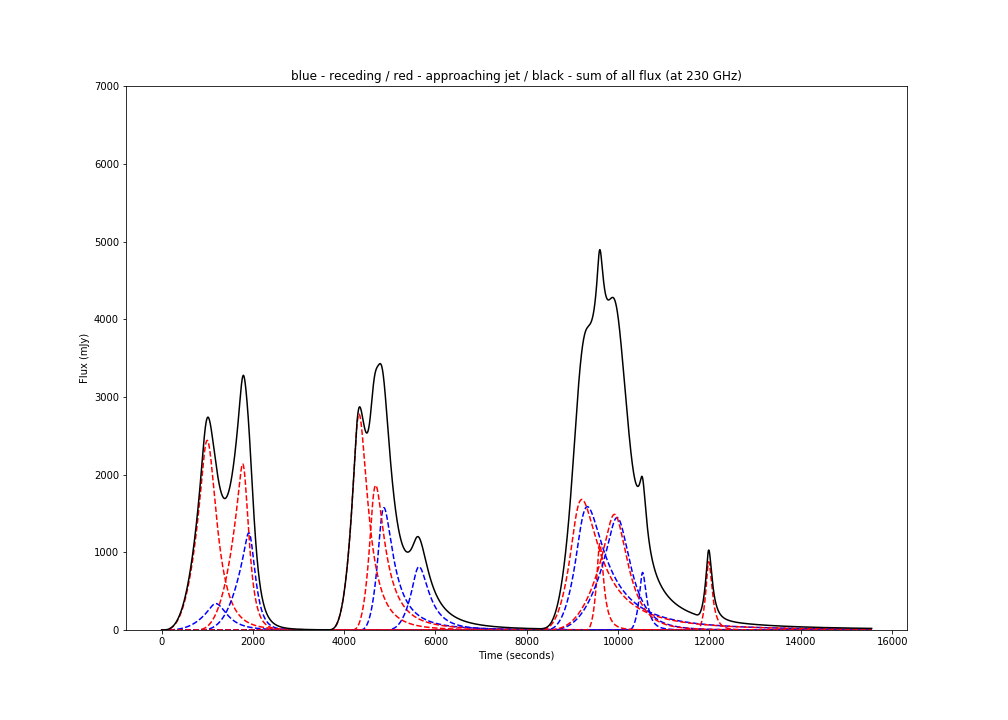 blue - receding / red - approaching jet / black - sum of all flux (at 230 GHz)
7000
6000
5000
4000
3000
2000
1000
0
Flux (mJy)
0 2000 4000 6000 8000 10000 12000 14000 16000
Time (seconds)